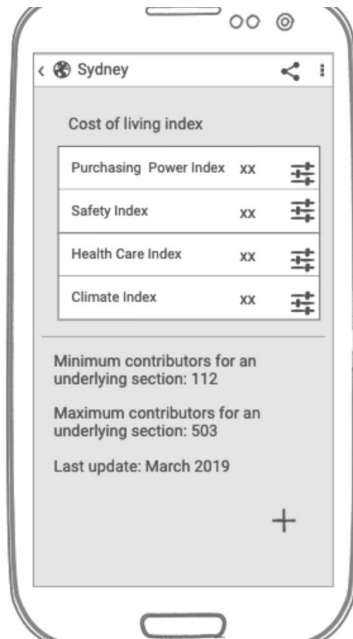 Sydney
Cost of living index
Purchasing Power Index xx
Safety Index xx
Health Care Index xx
Climate Index xx
Minimum contributors for an
underlying section: 112
Maximum contributors for an
underlying section: 503
Last update: March 2019